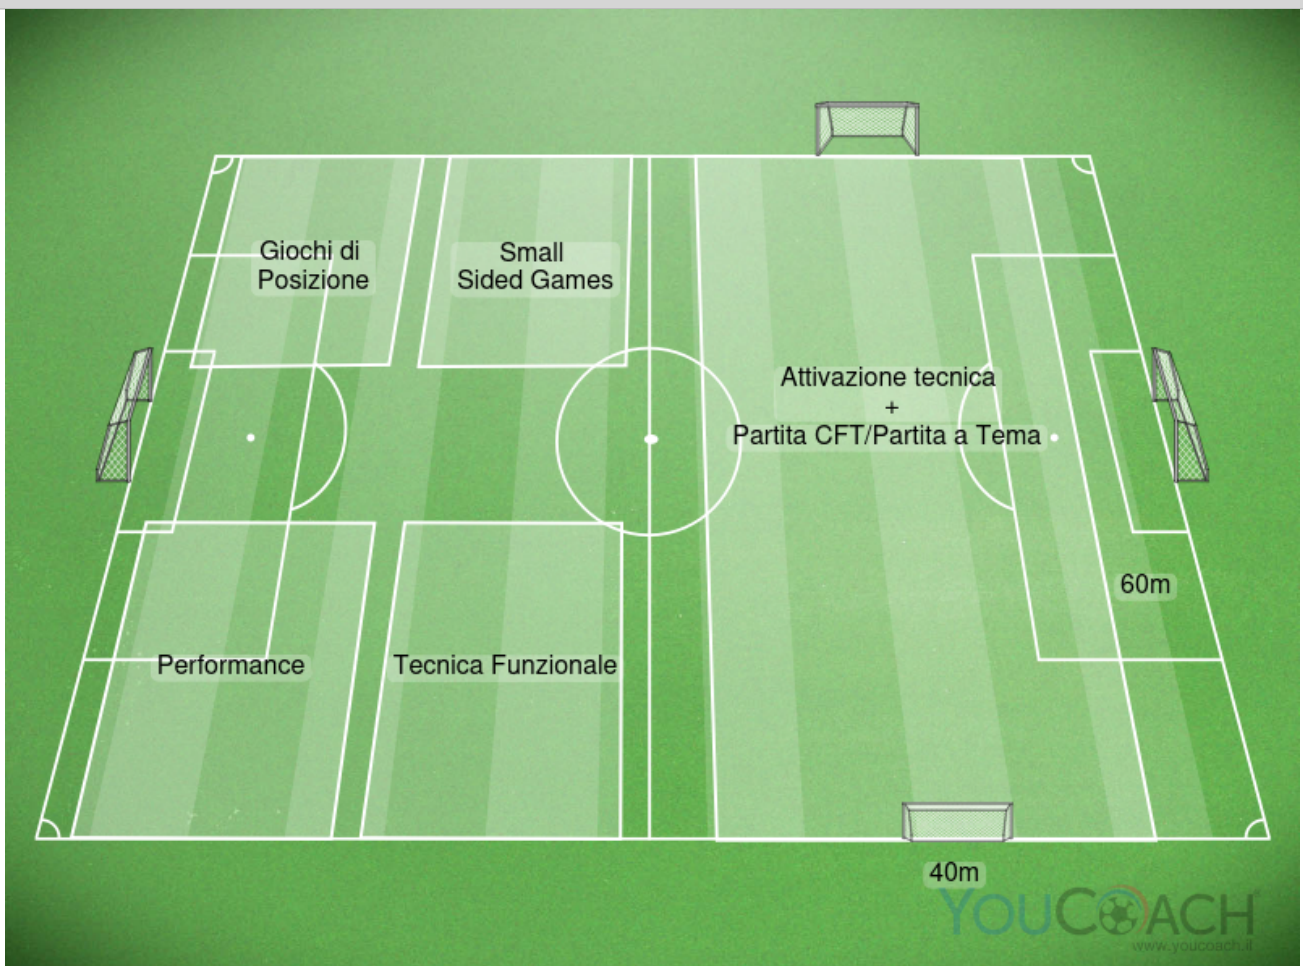 Giochi di
Posizione
Small
Sided Games
Attivazione tecnica
+
Partita CFT/Partita a Tema
60m
Performance
Tecnica Funzionale
40m
YOUCOACH
www.youcoach.it